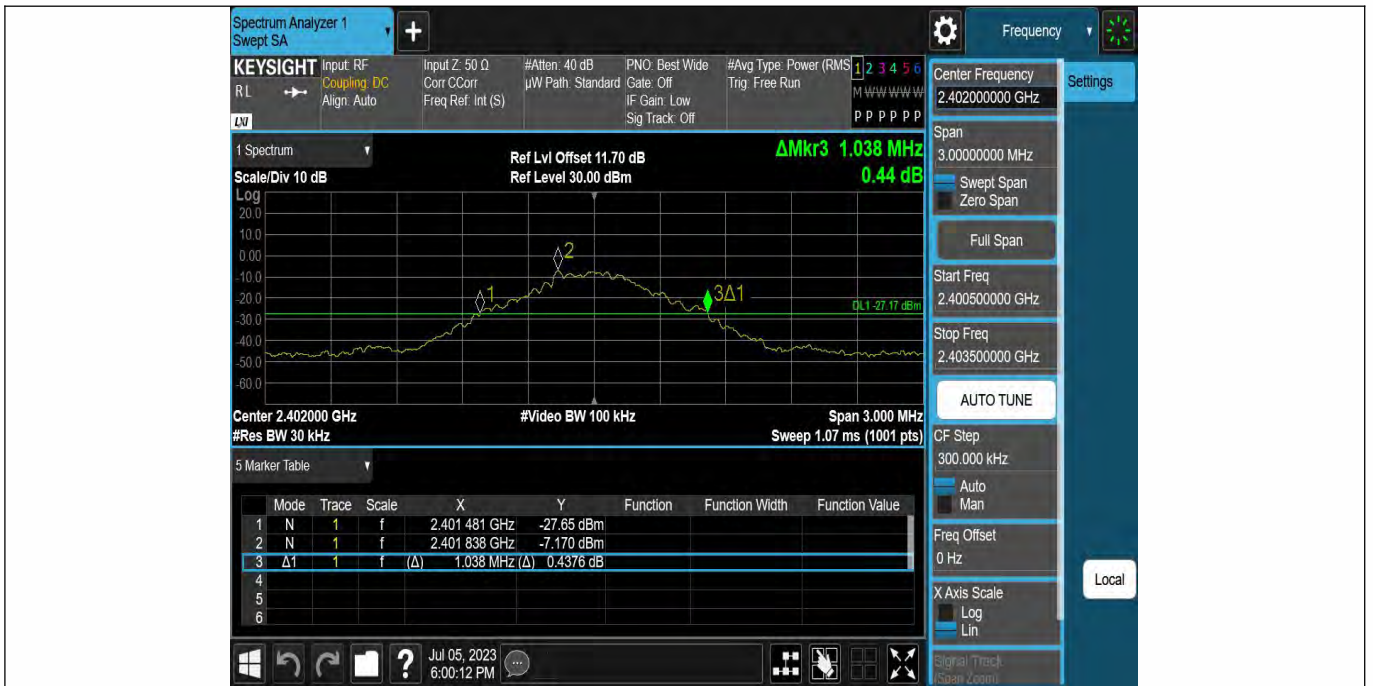 Spectrum Analyzer 1
Swept SA
+
Frequency
KEYSIGHT
RL
LXI
Input: RF
Coupling: DC
Align: Auto
Input Z: 50 Ω
Corr CCorr
Freq Ref: Int (S)
#Atten: 40 dB
µW Path: Standard
PNO: Best Wide
Gate: Off
IF Gain: Low
Sig Track: Off
#Avg Type: Power (RMS
Trig: Free Run
1 2 3 4 5 6
M W W W W W
P P P P P P
1 Spectrum
Scale/Div 10 dB
Log
Ref Lvl Offset 11.70 dB
Ref Level 30.00 dBm
ΔMkr3 1.038 MHz
0.44 dB
20.0
10.0
0.00
-10.0
-20.0
-30.0
-40.0
-50.0
-60.0
1
2
3Δ1
DL1 -27.17 dBm
Center 2.402000 GHz
#Res BW 30 kHz
#Video BW 100 kHz
Span 3.000 MHz
Sweep 1.07 ms (1001 pts)
5 Marker Table
Mode Trace Scale X Y Function Function Width Function Value
1 N 1 f 2.401 481 GHz -27.65 dBm
2 N 1 f 2.401 838 GHz -7.170 dBm
3 Δ1 1 f (Δ) 1.038 MHz (Δ) 0.4376 dB
4
5
6
?
Jul 05, 2023
6:00:12 PM
Center Frequency
2.402000000 GHz
Settings
Span
3.00000000 MHz
Swept Span
Zero Span
Full Span
Start Freq
2.400500000 GHz
Stop Freq
2.403500000 GHz
AUTO TUNE
CF Step
300.000 kHz
Auto
Man
Freq Offset
0 Hz
X Axis Scale
Log
Lin
Local
Signal Track
(Span Zoom)